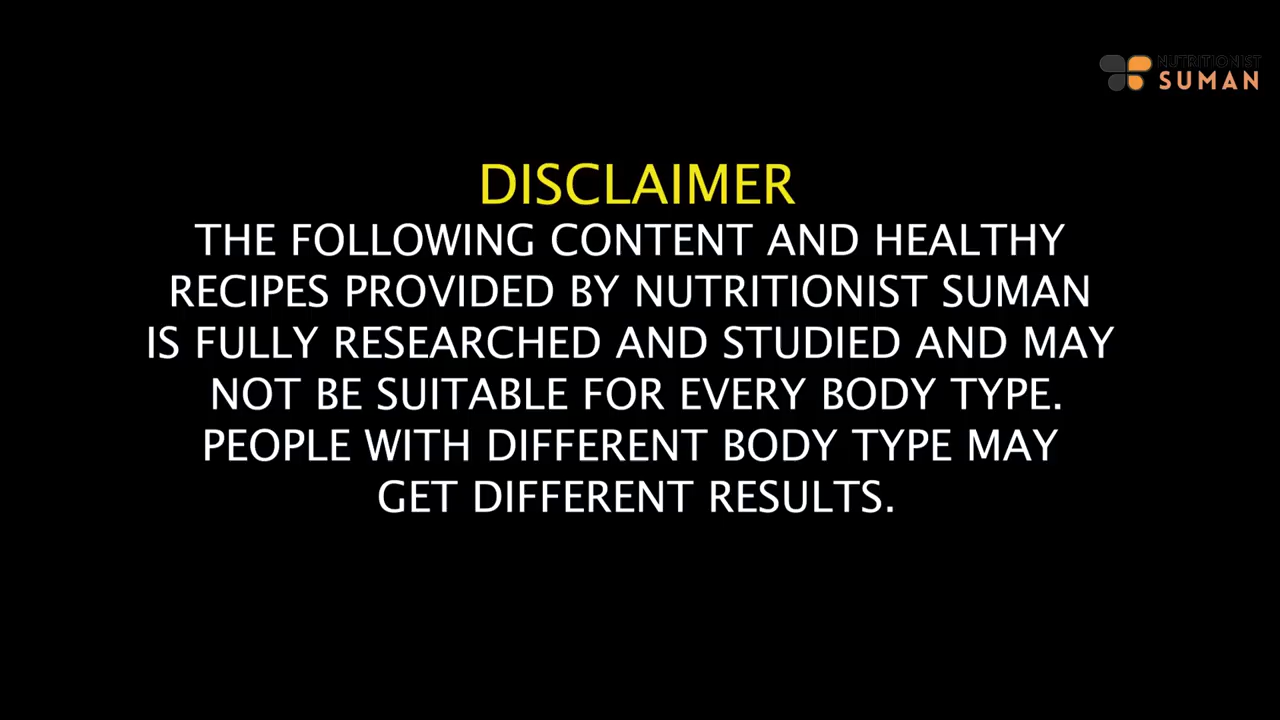 NUTRITIONIST
SUMAN
DISCLAIMER
THE FOLLOWING CONTENT AND HEALTHY
RECIPES PROVIDED BY NUTRITIONIST SUMAN
IS FULLY RESEARCHED AND STUDIED AND MAY
NOT BE SUITABLE FOR EVERY BODY TYPE.
PEOPLE WITH DIFFERENT BODY TYPE MAY
GET DIFFERENT RESULTS.